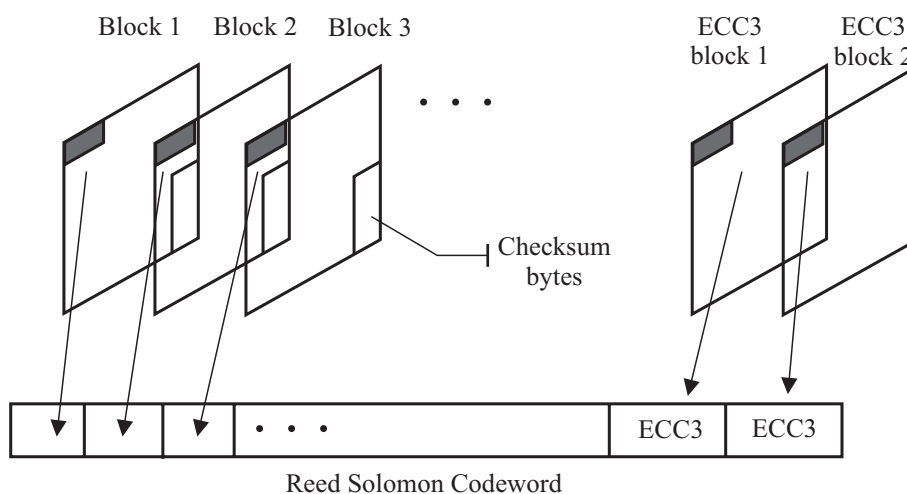 Block 1
Block 2
Block 3
ECC3
block 1
ECC3
block 2
Checksum
bytes
ECC3
ECC3
Reed Solomon Codeword